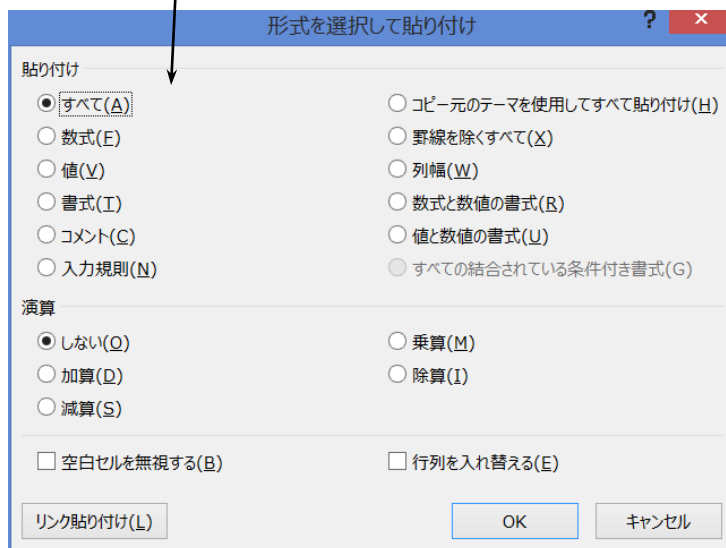 形式を選択して貼り付け
?
×
貼り付け
すべて(A)
コピー元のテーマを使用してすべて貼り付け(H)
数式(F)
罫線を除くすべて(X)
値(V)
列幅(W)
書式(T)
数式と数値の書式(R)
コメント(C)
値と数値の書式(U)
入力規則(N)
すべての結合されている条件付き書式(G)
演算
しない(O)
乗算(M)
加算(D)
除算(I)
減算(S)
空白セルを無視する(B)
行列を入れ替える(E)
リンク貼り付け(L)
OK
キャンセル